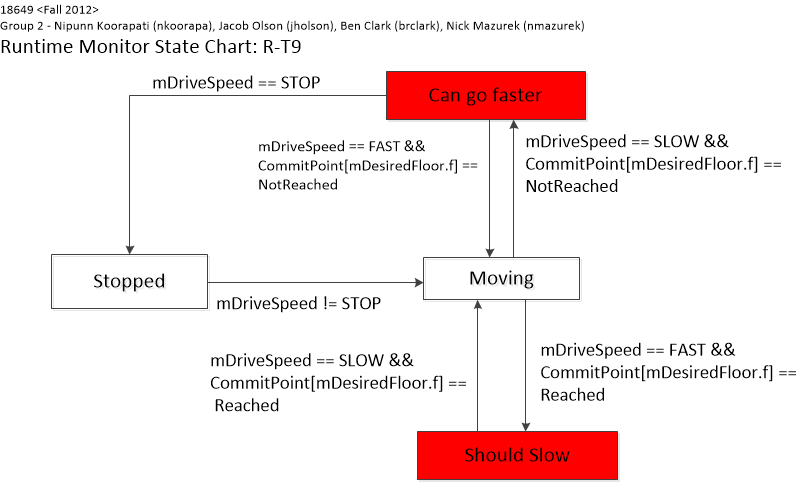 18649 <Fall 2012>
Group 2 - Nipunn Koorapati (nkoorapa), Jacob Olson (jholson), Ben Clark (brclark), Nick Mazurek (nmazurek)
Runtime Monitor State Chart: R-T9
mDriveSpeed == STOP
Can go faster
mDriveSpeed == FAST &&
CommitPoint[mDesiredFloor.f] ==
NotReached
mDriveSpeed == SLOW &&
CommitPoint[mDesiredFloor.f] ==
NotReached
Stopped
mDriveSpeed != STOP
Moving
mDriveSpeed == SLOW &&
CommitPoint[mDesiredFloor.f] ==
Reached
mDriveSpeed == FAST &&
CommitPoint[mDesiredFloor.f] ==
Reached
Should Slow